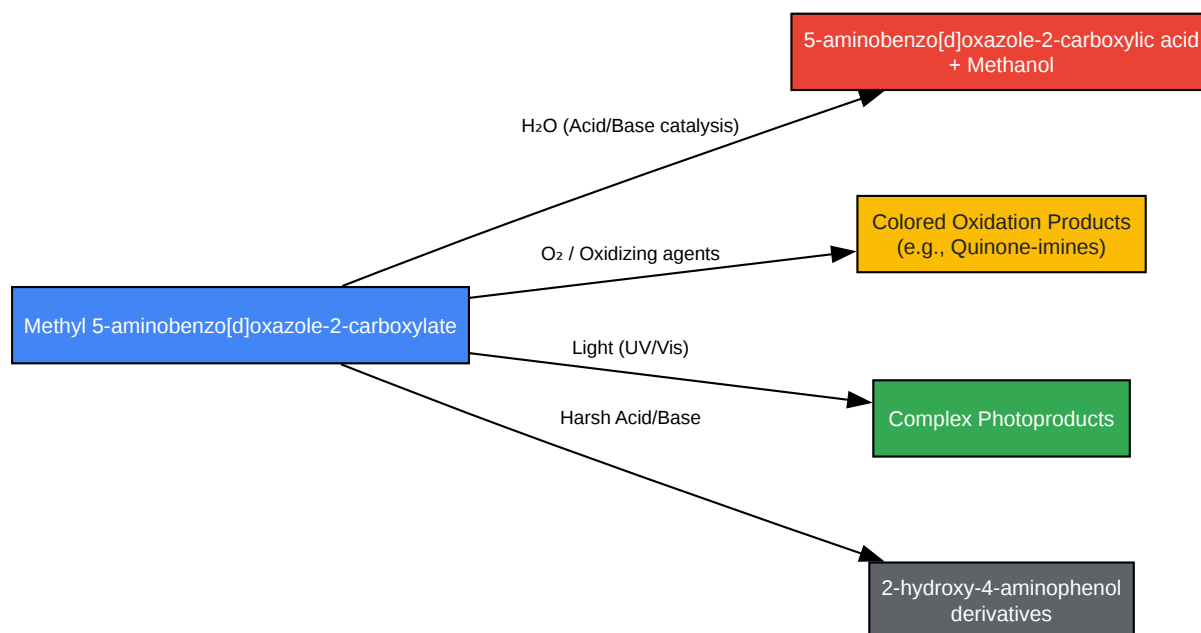 5-aminobenzo[d]oxazole-2-carboxylic acid
+ Methanol
H₂O (Acid/Base catalysis)
Colored Oxidation Products
(e.g., Quinone-imines)
O₂ / Oxidizing agents
Methyl 5-aminobenzo[d]oxazole-2-carboxylate
Light (UV/Vis)
Complex Photoproducts
Harsh Acid/Base
2-hydroxy-4-aminophenol
derivatives